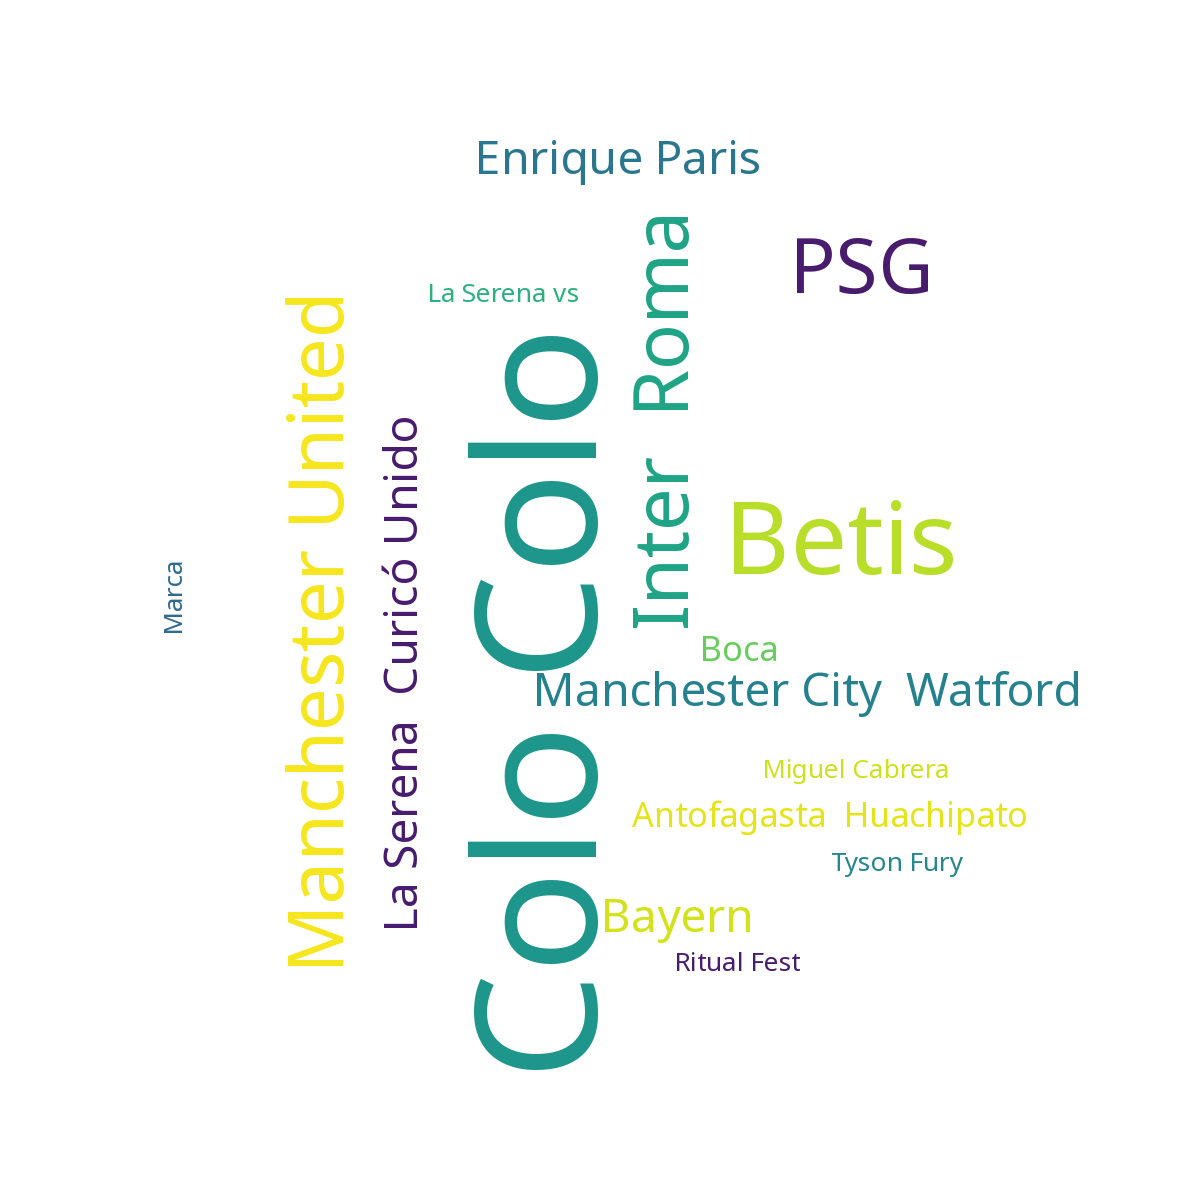 Enrique Paris
PSG
La Serena vs
Inter  Roma
Manchester United
La Serena  Curicó Unido
Colo Colo
Betis
Marca
Boca
Manchester City  Watford
Miguel Cabrera
Antofagasta  Huachipato
Tyson Fury
Bayern
Ritual Fest